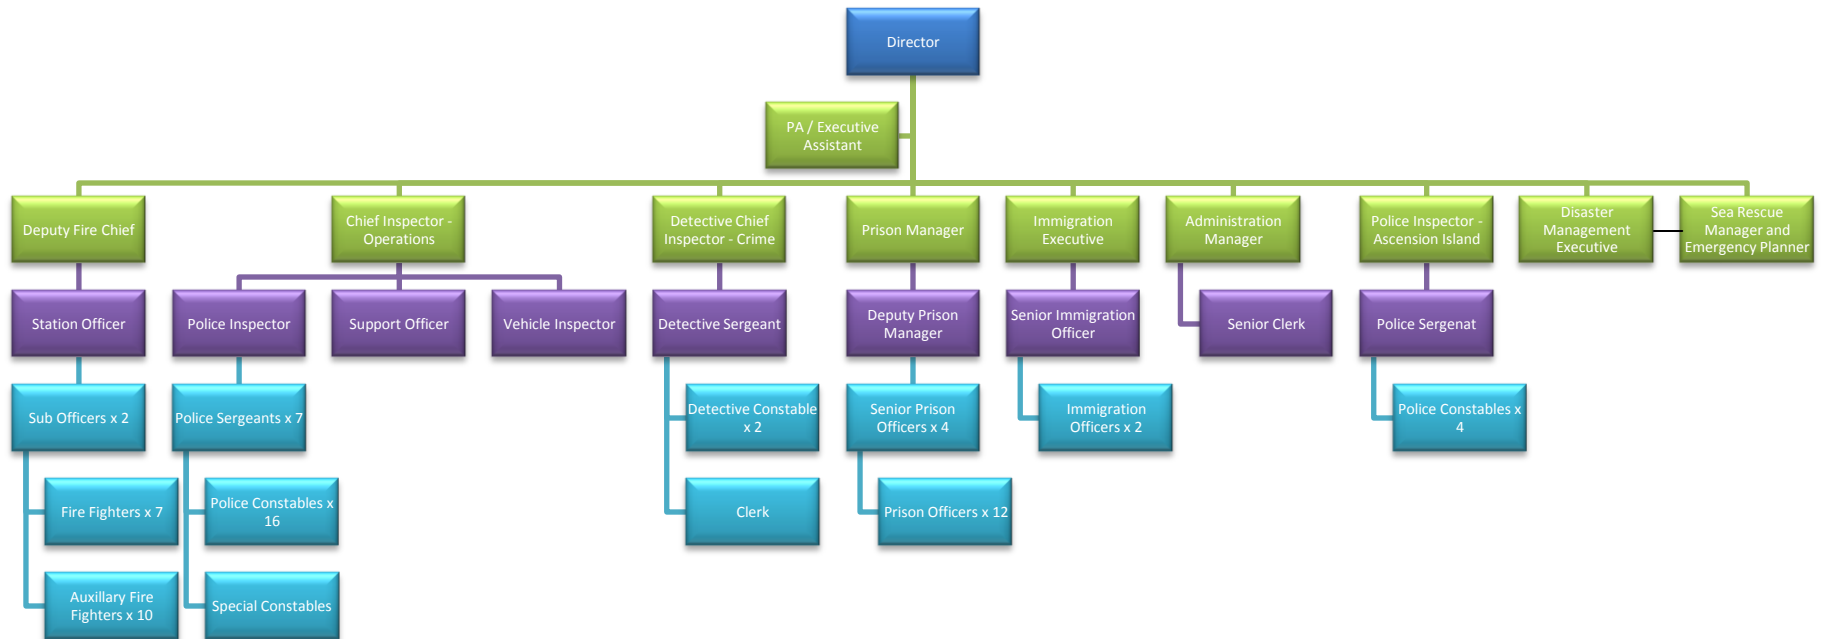 Director
PA / Executive
Assistant
Deputy Fire Chief
Chief Inspector -
Operations
Detective Chief
Inspector - Crime
Prison Manager
Immigration
Executive
Administration
Manager
Police Inspector -
Ascension Island
Disaster
Management
Executive
Sea Rescue
Manager and
Emergency Planner
Station Officer
Police Inspector
Support Officer
Vehicle Inspector
Detective Sergeant
Deputy Prison
Manager
Senior Immigration
Officer
Senior Clerk
Police Sergenat
Sub Officers x 2
Police Sergeants x 7
Detective Constable
x 2
Senior Prison
Officers x 4
Immigration
Officers x 2
Police Constables x
4
Fire Fighters x 7
Police Constables x
16
Clerk
Prison Officers x 12
Auxillary Fire
Fighters x 10
Special Constables